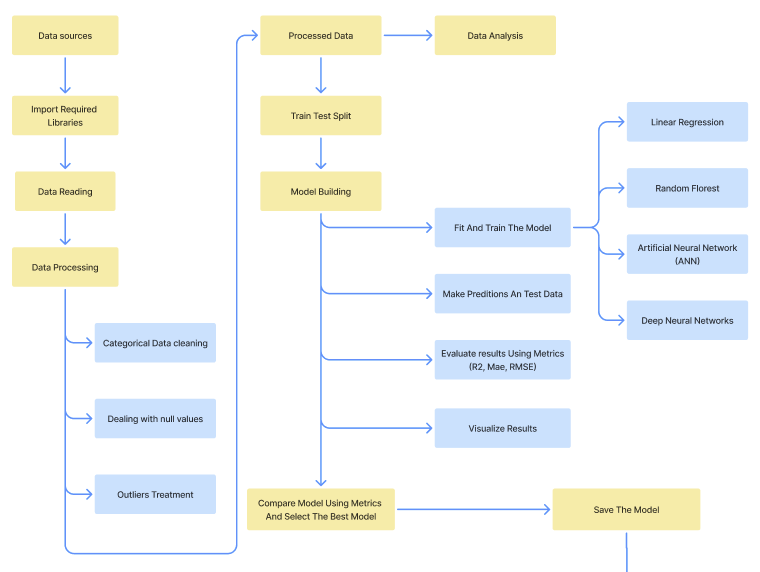 Data sources
Import Required
Libraries
Data Reading
Data Processing
Categorical Data cleaning
Dealing with null values
Outliers Treatment
Processed Data
Data Analysis
Train Test Split
Model Building
Fit And Train The Model
Make Preditions An Test Data
Evaluate results Using Metrics
(R2, Mae, RMSE)
Visualize Results
Linear Regression
Random Florest
Artificial Neural Network
(ANN)
Deep Neural Networks
Compare Model Using Metrics
And Select The Best Model
Save The Model